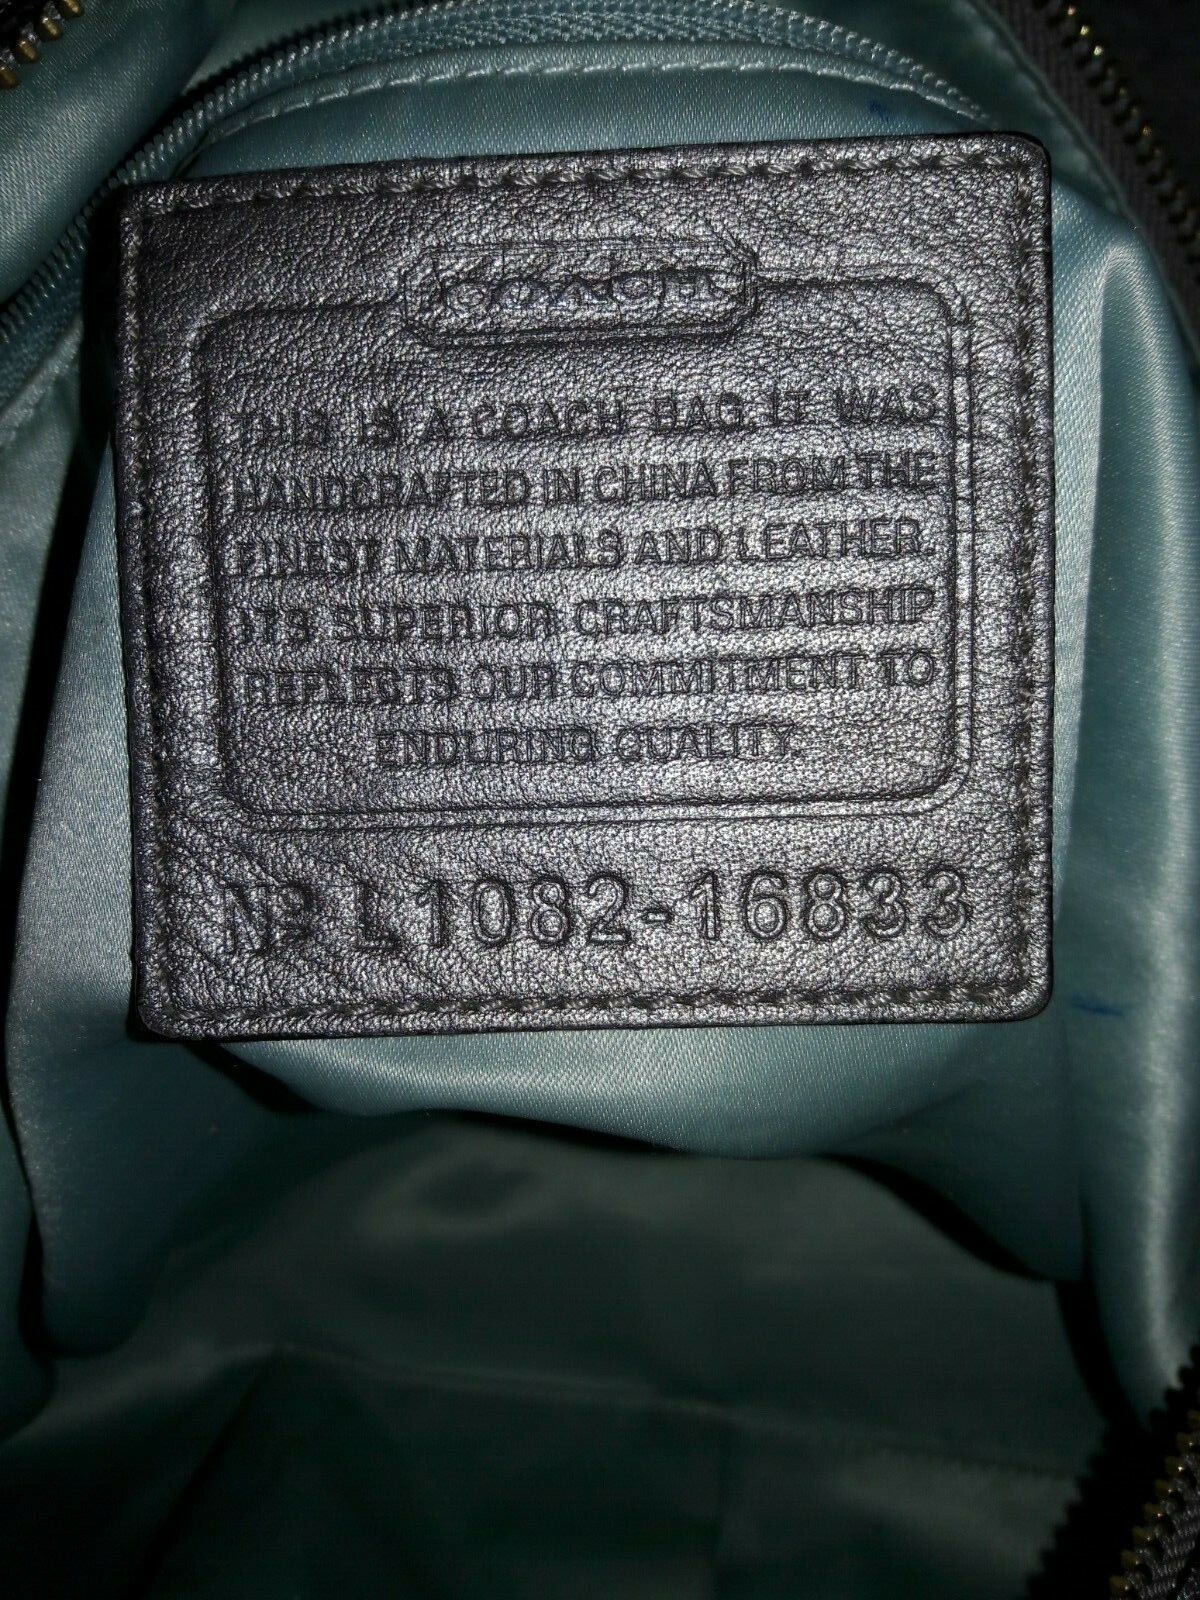 COACH
THIS IS A COACH BAG. IT WAS
HANDCRAFTED IN CHINA FROM THE
FINEST MATERIALS AND LEATHER.
ITS SUPERIOR CRAFTSMANSHIP
REFLECTS OUR COMMITMENT TO
ENDURING QUALITY.
Nº L1082-16833